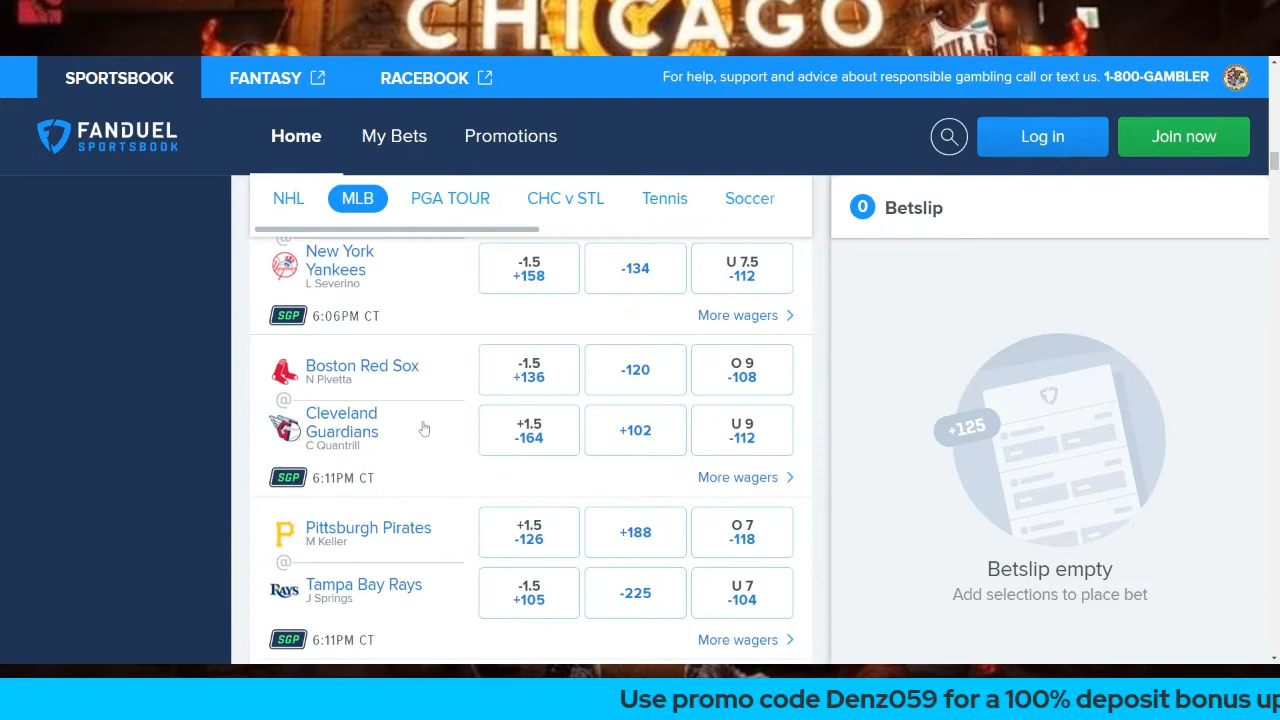 CHICAGO
BULLS
SPORTSBOOK
FANTASY
RACEBOOK
For help, support and advice about responsible gambling call or text us. 1-800-GAMBLER
FANDUEL
SPORTSBOOK
Home
My Bets
Promotions
Log in
Join now
NHL
MLB
PGA TOUR
CHC v STL
Tennis
Soccer
0
Betslip
@
New York
Yankees
L Severino
-1.5
+158
-134
U 7.5
-112
SGP 6:06PM CT
More wagers
Boston Red Sox
N Pivetta
-1.5
+136
-120
O 9
-108
@
Cleveland
Guardians
C Quantrill
+1.5
-164
+102
U 9
-112
SGP 6:11PM CT
More wagers
Pittsburgh Pirates
M Keller
+1.5
-126
+188
O 7
-118
@
Rays
Tampa Bay Rays
J Springs
-1.5
+105
-225
U 7
-104
SGP 6:11PM CT
More wagers
+125
Betslip empty
Add selections to place bet
Use promo code Denz059 for a 100% deposit bonus up